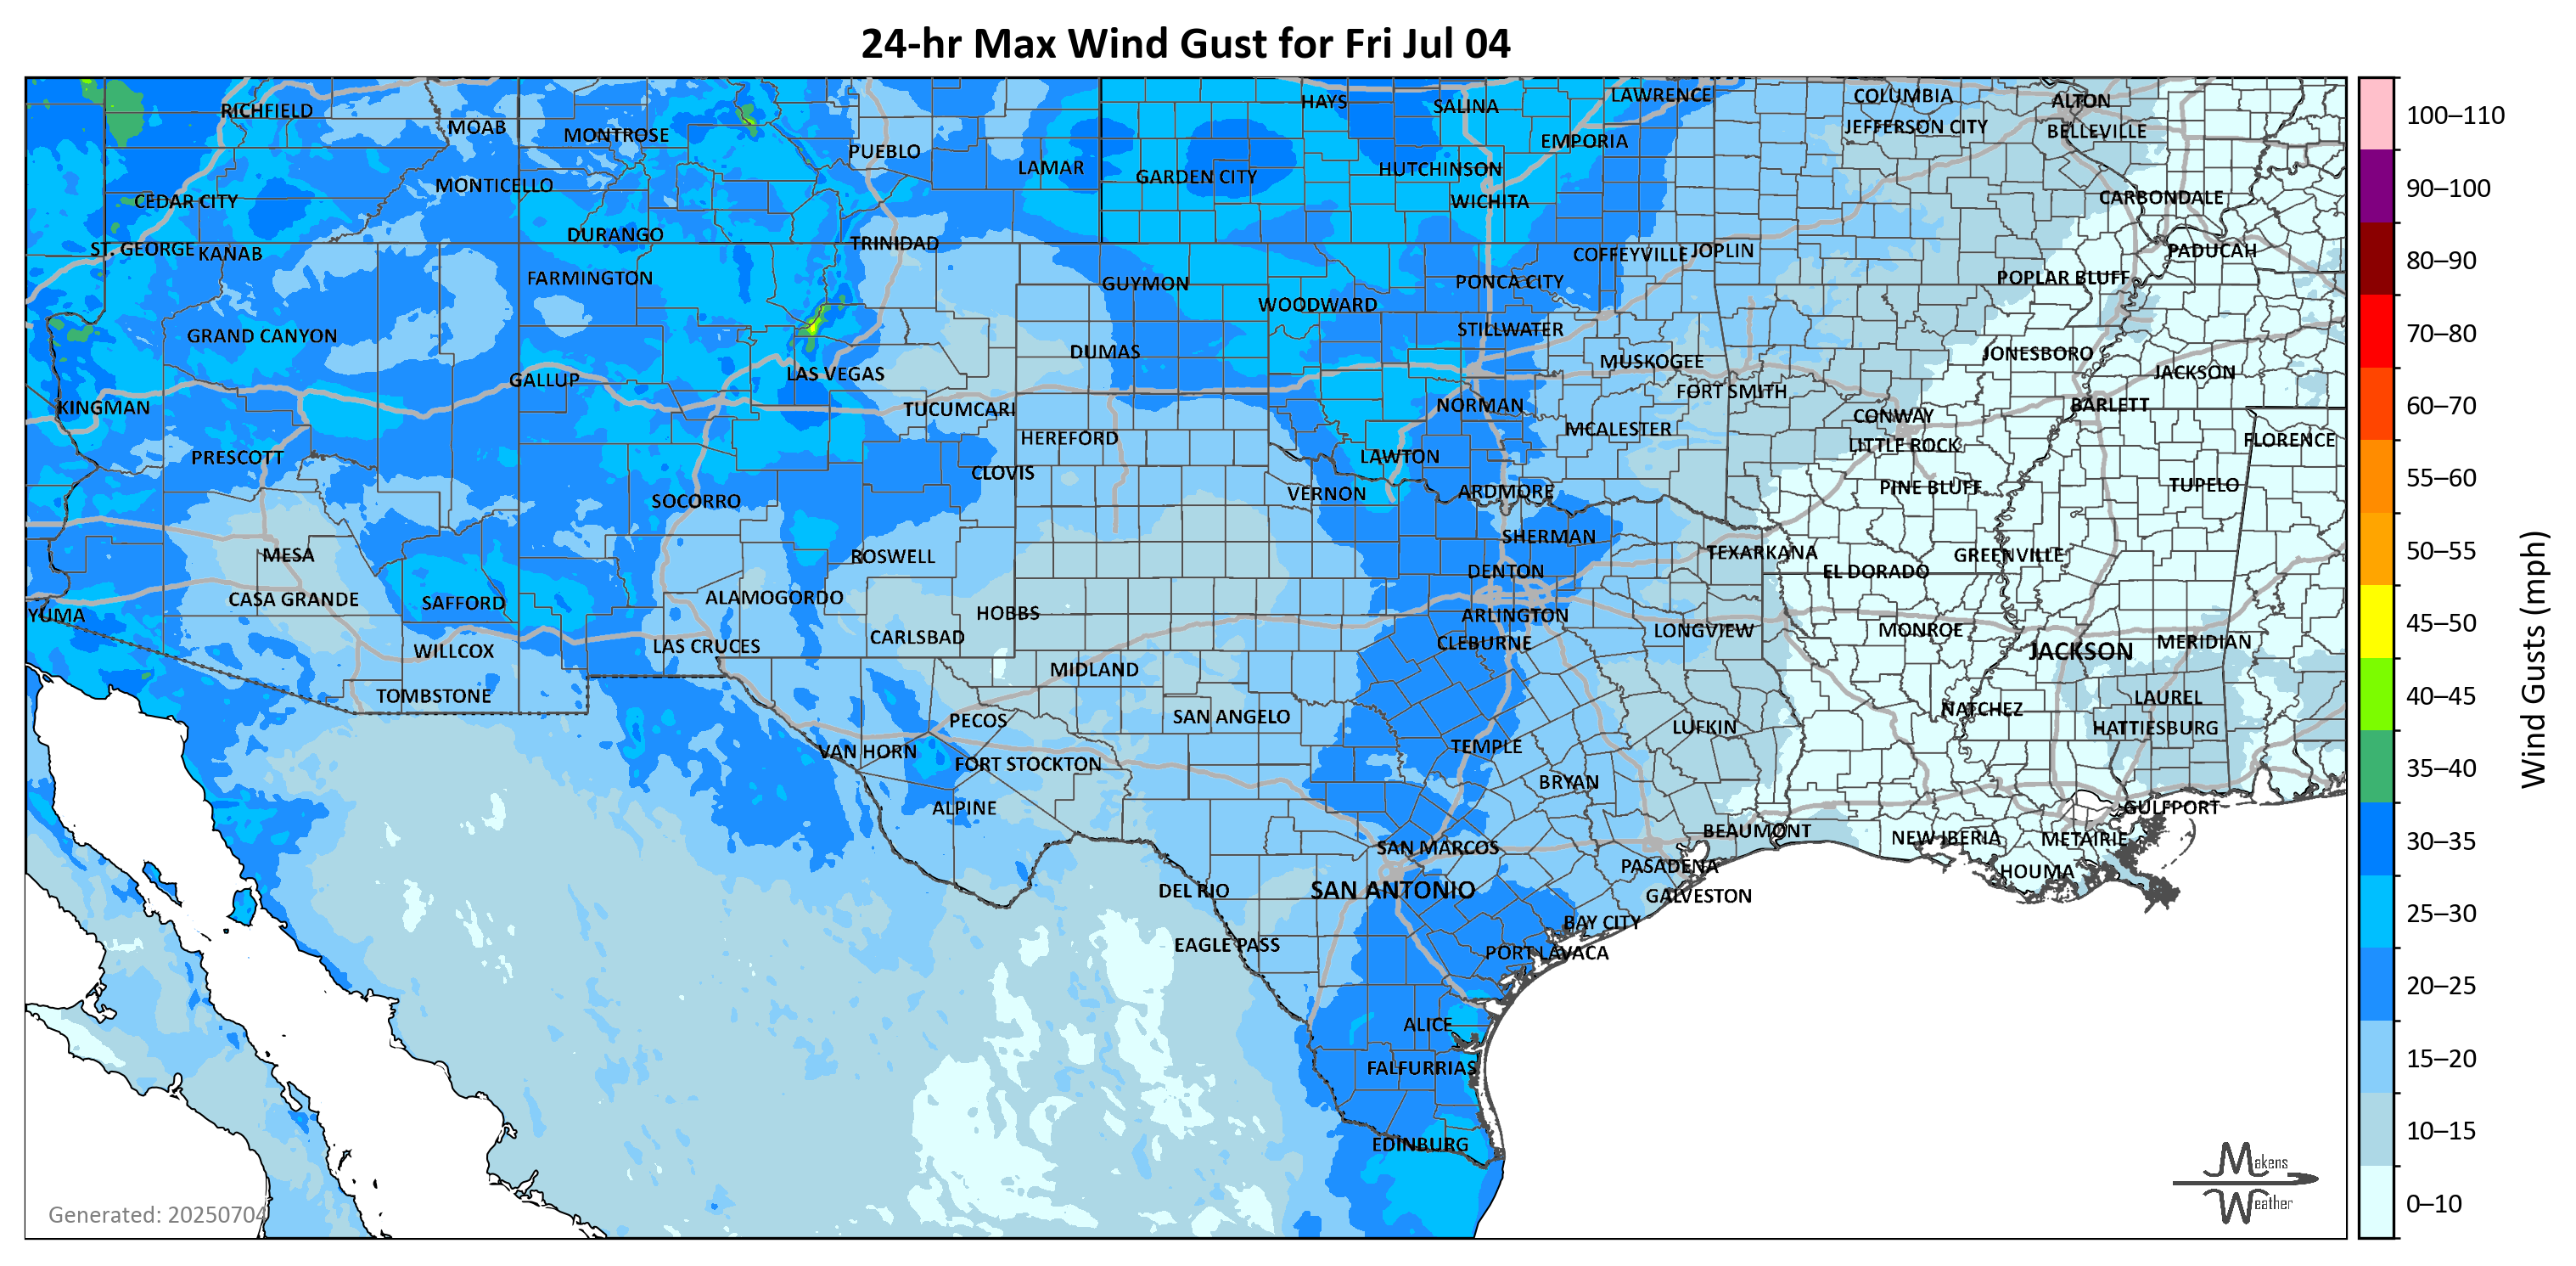 24-hr Max Wind Gust for Fri Jul 04
RICHFIELD
MOAB
MONTROSE
PUEBLO
LAMAR
HAYS
SALINA
LAWRENCE
COLUMBIA
ALTON
JEFFERSON CITY
BELLEVILLE
EMPORIA
GARDEN CITY
HUTCHINSON
WICHITA
CEDAR CITY
MONTICELLO
CARBONDALE
ST. GEORGE
KANAB
DURANGO
TRINIDAD
COFFEYVILLE
JOPLIN
PADUCAH
FARMINGTON
GUYMON
PONCA CITY
POPLAR BLUFF
WOODWARD
GRAND CANYON
STILLWATER
DUMAS
MUSKOGEE
JONESBORO
JACKSON
GALLUP
LAS VEGAS
FORT SMITH
KINGMAN
TUCUMCARI
NORMAN
CONWAY
BARLETT
HEREFORD
MCALESTER
LITTLE ROCK
FLORENCE
PRESCOTT
CLOVIS
LAWTON
SOCORRO
VERNON
ARDMORE
PINE BLUFF
TUPELO
MESA
ROSWELL
SHERMAN
TEXARKANA
GREENVILLE
DENTON
EL DORADO
CASA GRANDE
SAFFORD
ALAMOGORDO
HOBBS
YUMA
ARLINGTON
LONGVIEW
MONROE
CARLSBAD
CLEBURNE
MERIDIAN
WILLCOX
LAS CRUCES
JACKSON
MIDLAND
TOMBSTONE
LAUREL
PECOS
SAN ANGELO
NATCHEZ
LUFKIN
HATTIESBURG
VAN HORN
FORT STOCKTON
TEMPLE
BRYAN
ALPINE
GULFPORT
BEAUMONT
NEW IBERIA
METAIRIE
SAN MARCOS
PASADENA
HOUMA
DEL RIO
SAN ANTONIO
GALVESTON
BAY CITY
EAGLE PASS
PORT LAVACA
ALICE
FALFURRIAS
EDINBURG
Generated: 20250704
Makens
Weather
100–110
90–100
80–90
70–80
60–70
55–60
50–55
45–50
40–45
35–40
30–35
25–30
20–25
15–20
10–15
0–10
Wind Gusts (mph)